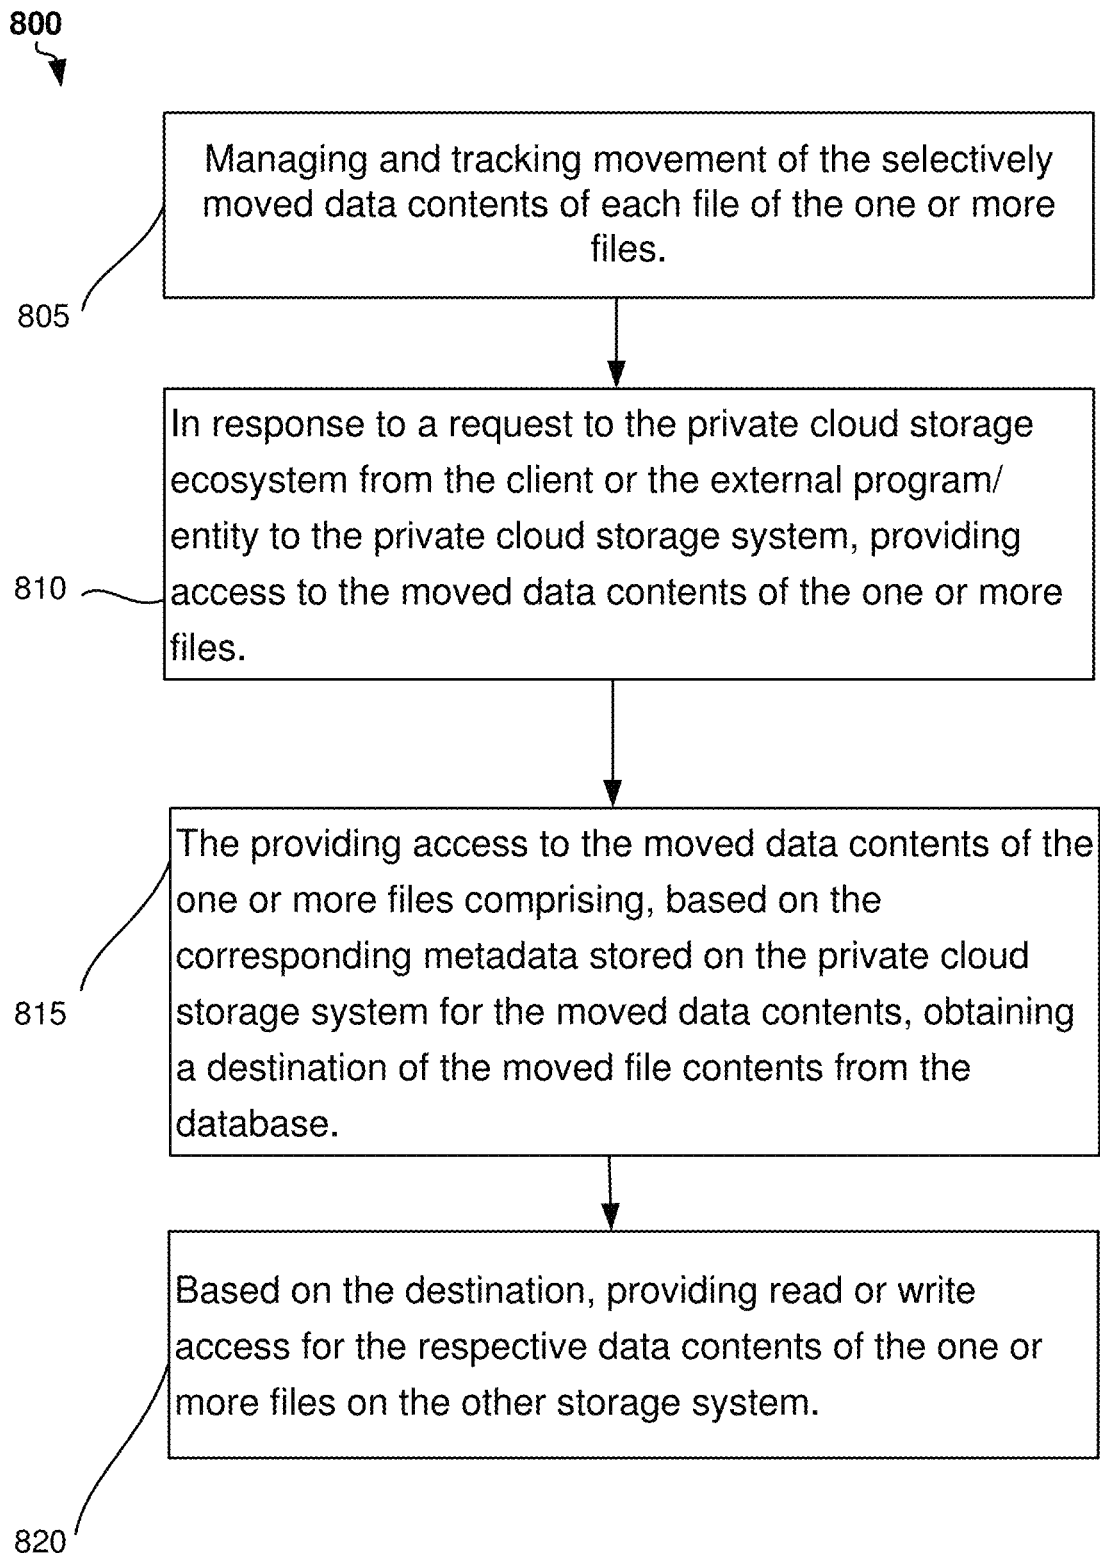 800
Managing and tracking movement of the selectively
moved data contents of each file of the one or more
files.
805
In response to a request to the private cloud storage
ecosystem from the client or the external program/
entity to the private cloud storage system, providing
access to the moved data contents of the one or more
files.
810
The providing access to the moved data contents of the
one or more files comprising, based on the
corresponding metadata stored on the private cloud
storage system for the moved data contents, obtaining
a destination of the moved file contents from the
database.
815
Based on the destination, providing read or write
access for the respective data contents of the one or
more files on the other storage system.
820